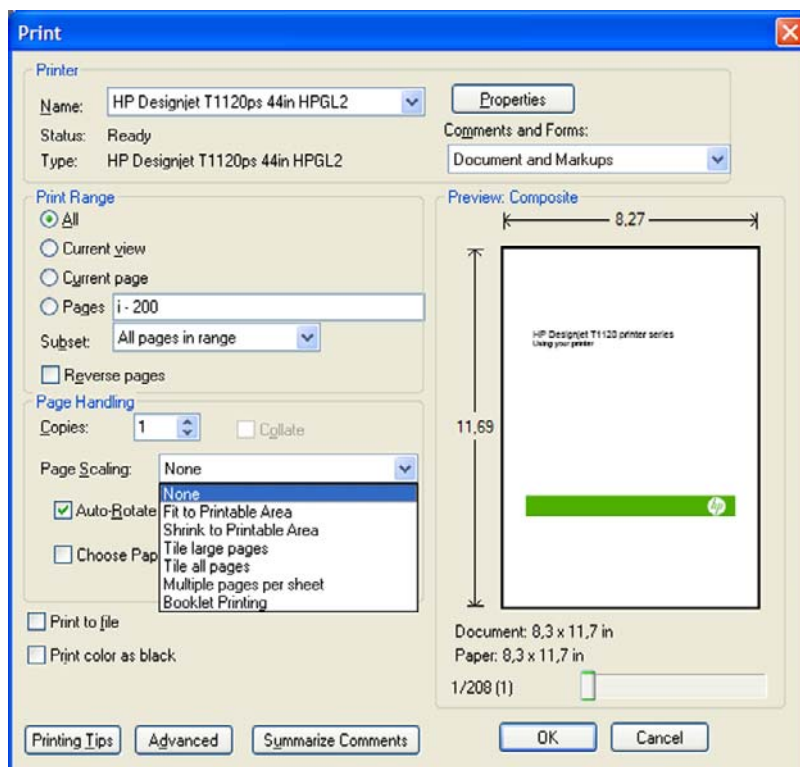 Print
Printer
Name: HP Designjet T1120ps 44in HPGL2
Properties
Status: Ready
Type: HP Designjet T1120ps 44in HPGL2
Comments and Forms:
Document and Markups
Print Range
All
Current view
Current page
Pages i - 200
Subset: All pages in range
Reverse pages
Page Handling
Copies: 1
Collate
Page Scaling: None
None
Fit to Printable Area
Shrink to Printable Area
Tile large pages
Tile all pages
Multiple pages per sheet
Booklet Printing
Auto-Rotate
Choose Pap
Print to file
Print color as black
Preview: Composite
8,27
11,69
HP Designjet T1120 printer series
Using your printer
hp
Document: 8,3 x 11,7 in
Paper: 8,3 x 11,7 in
1/208 (1)
Printing Tips
Advanced
Summarize Comments
OK
Cancel